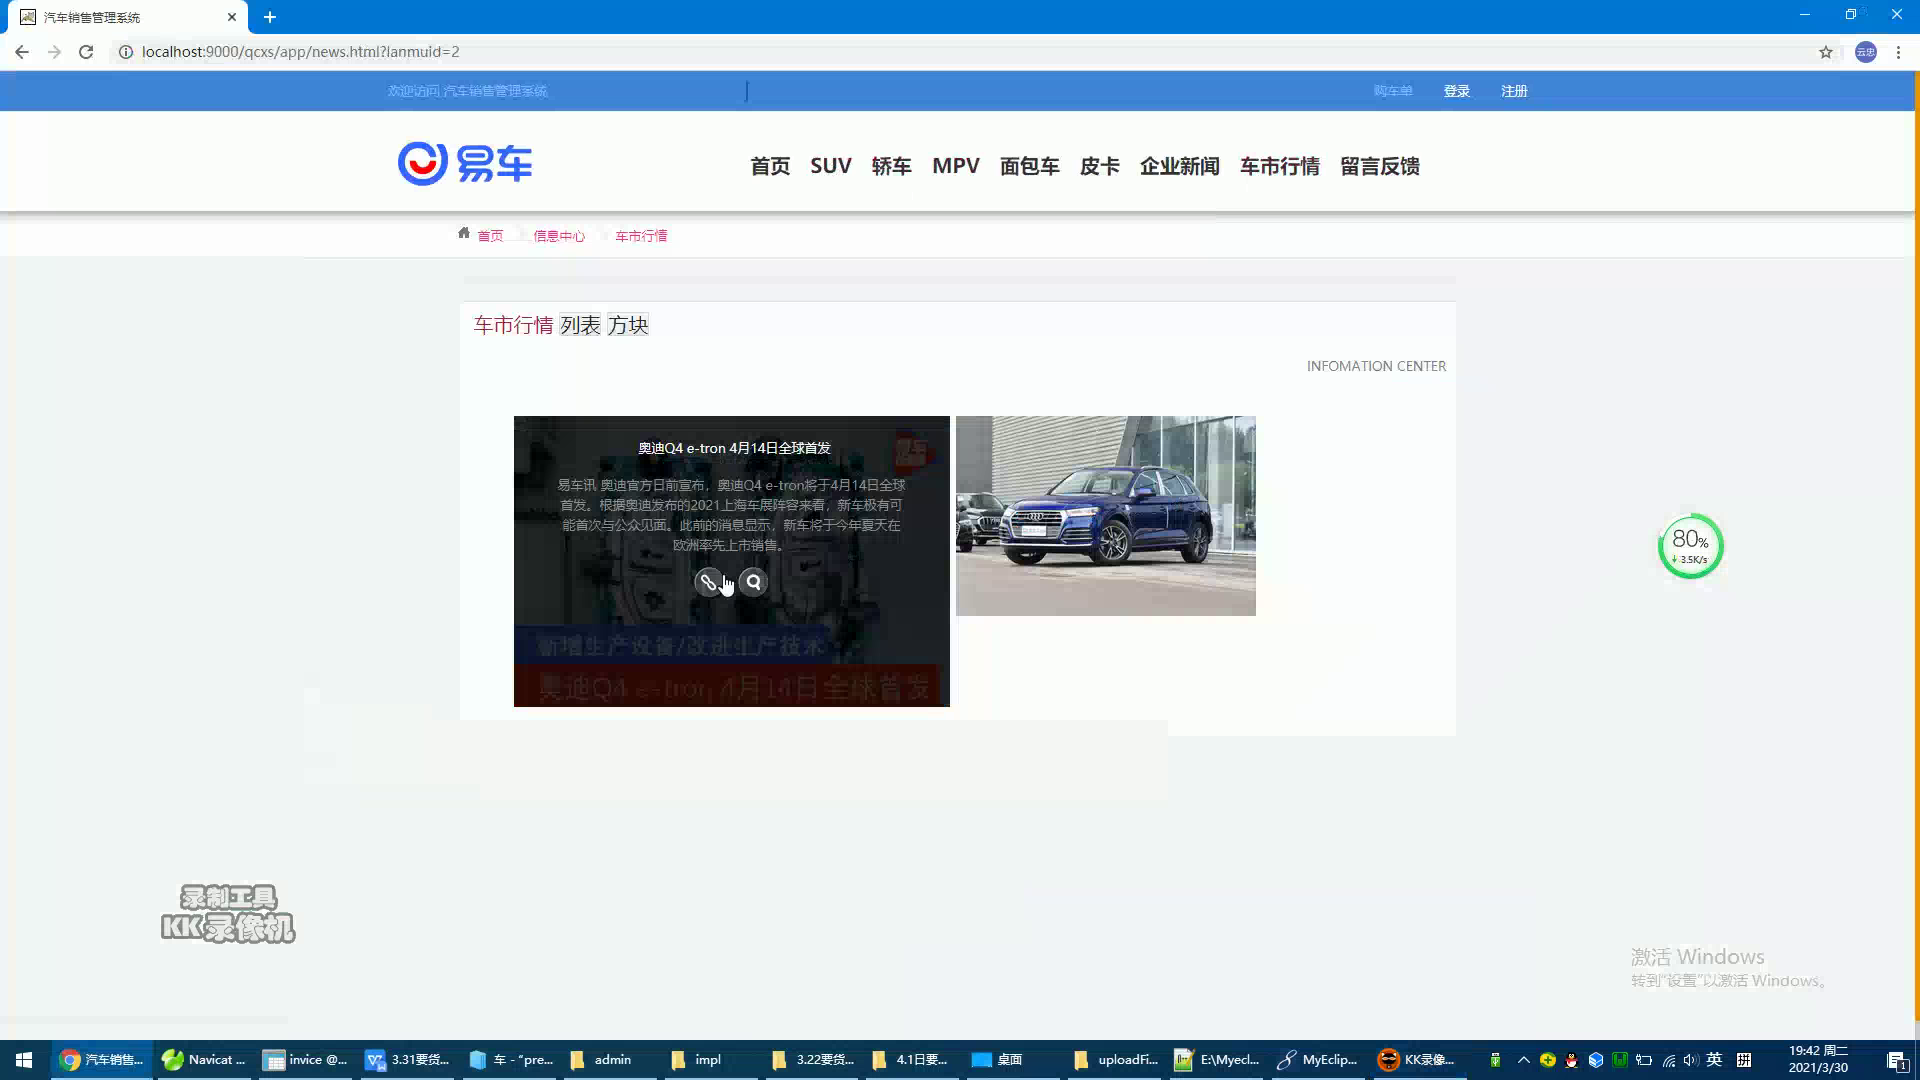 汽车销售管理系统
localhost:9000/qcxs/app/news.html?lanmuid=2
云忠
欢迎访问 汽车销售管理系统
购车单 登录 注册
易车
首页 SUV 轿车 MPV 面包车 皮卡 企业新闻 车市行情 留言反馈
首页 信息中心 车市行情
车市行情 列表 方块
INFOMATION CENTER
奥迪Q4 e-tron 4月14日全球首发
易车讯 奥迪官方日前宣布，奥迪Q4 e-tron将于4月14日全球
首发。根据奥迪发布的2021上海车展阵容来看，新车极有可
能首次与公众见面。此前的消息显示，新车将于今年夏天在
欧洲率先上市销售。
新增生产设备/改进生产技术
奥迪Q4 e-tron 4月14日全球首发
80%
3.5K/s
录制工具
KK录像机
激活 Windows
转到"设置"以激活 Windows。
汽车销售... Navicat ... invice @... 3.31要货... 车 - "pre... admin impl 3.22要货... 4.1日要... 桌面 uploadFi... E:\Myecl... MyEclip... KK录像... 英 拼
19:42 周二
2021/3/30
1